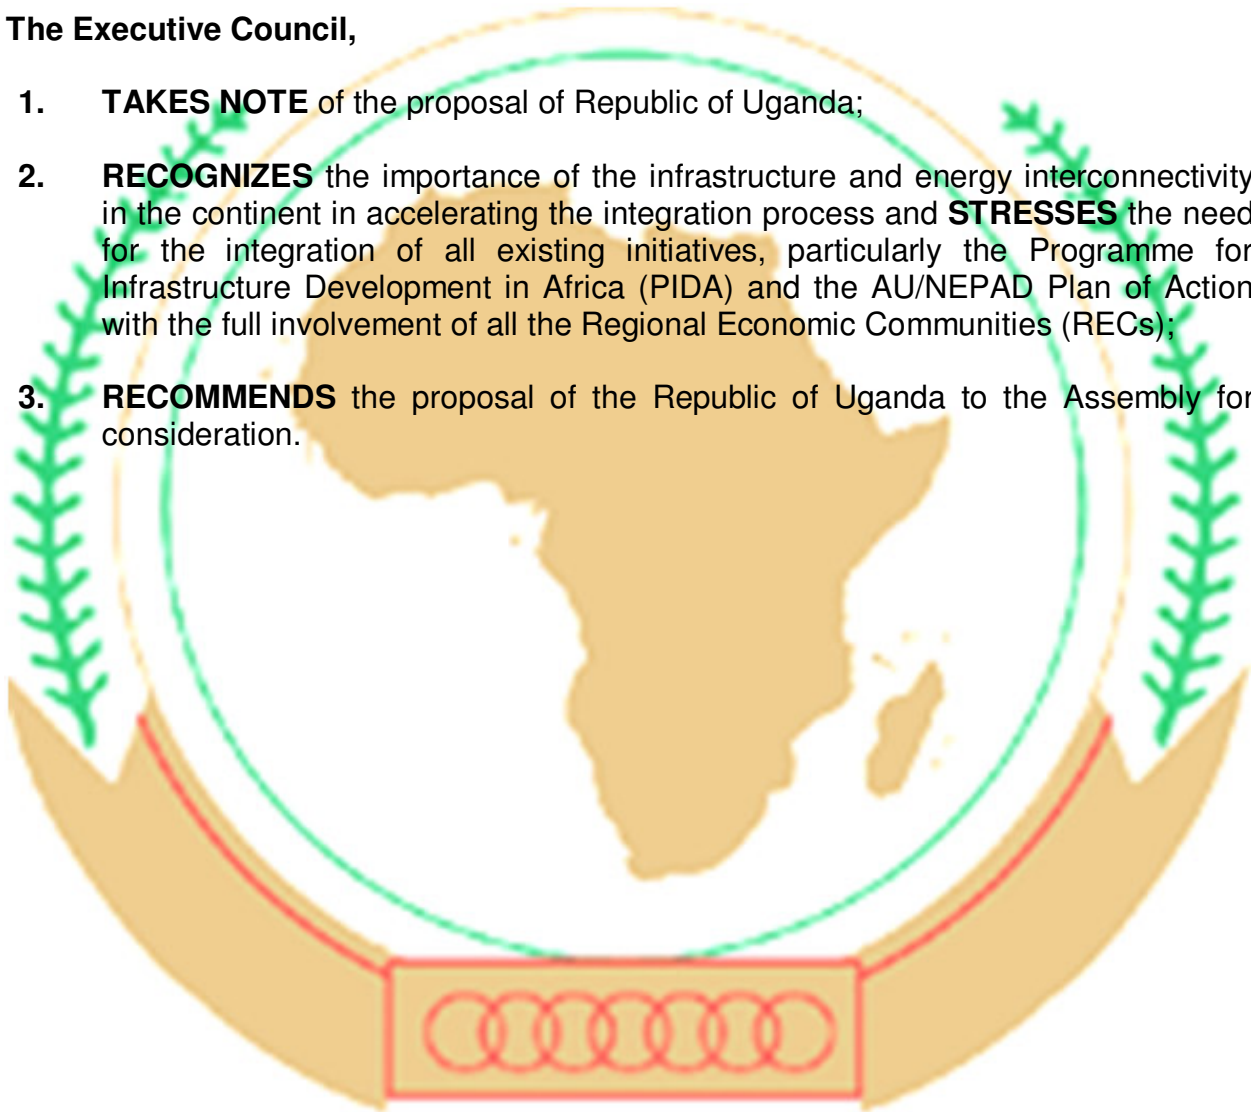 The Executive Council,
1. TAKES NOTE of the proposal of Republic of Uganda;
2. RECOGNIZES the importance of the infrastructure and energy interconnectivity
in the continent in accelerating the integration process and STRESSES the need
for the integration of all existing initiatives, particularly the Programme for
Infrastructure Development in Africa (PIDA) and the AU/NEPAD Plan of Action
with the full involvement of all the Regional Economic Communities (RECs);
3. RECOMMENDS the proposal of the Republic of Uganda to the Assembly for
consideration.